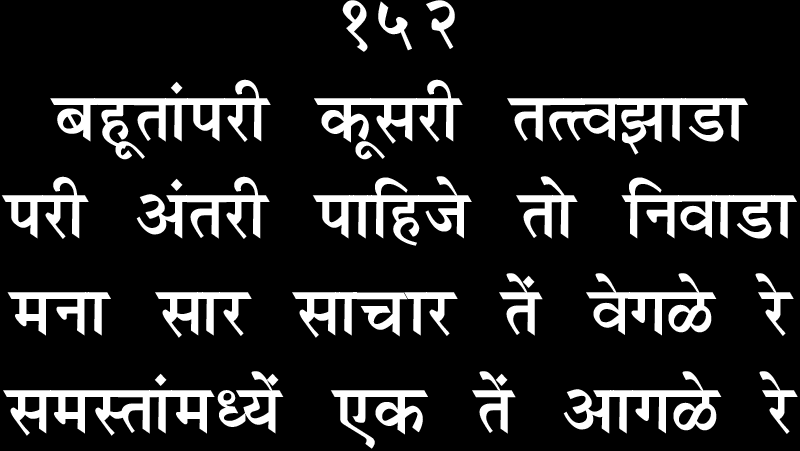 १५२
बहूतांपरी कूसरी तत्त्वझाडा
परी अंतरी पाहिजे तो निवाडा
मना सार साचार तें वेगळे रे
समस्तांमध्यें एक तें आगळे रे